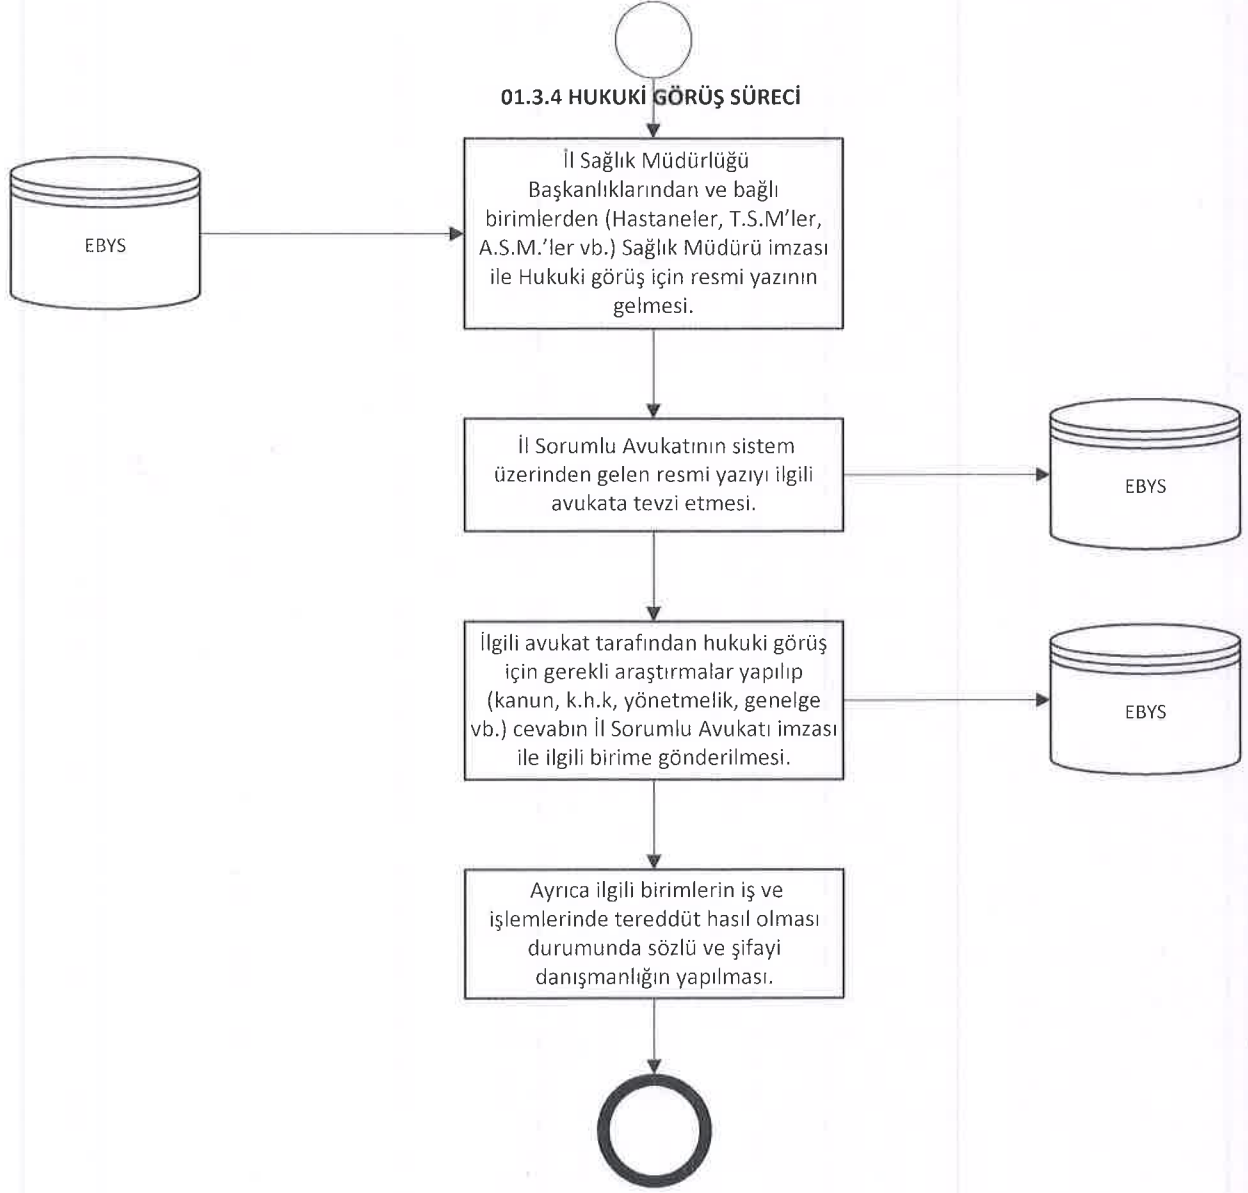 01.3.4 HUKUKİ GÖRÜŞ SÜRECİ
İl Sağlık Müdürlüğü
Başkanlıklarından ve bağlı
birimlerden (Hastaneler, T.S.M'ler,
A.S.M.'ler vb.) Sağlık Müdürü imzası
ile Hukuki görüş için resmi yazının
gelmesi.
EBYS
İl Sorumlu Avukatının sistem
üzerinden gelen resmi yazıyı ilgili
avukata tevzi etmesi.
EBYS
İlgili avukat tarafından hukuki görüş
için gerekli araştırmalar yapılıp
(kanun, k.h.k, yönetmelik, genelge
vb.) cevabın İl Sorumlu Avukatı imzası
ile ilgili birime gönderilmesi.
EBYS
Ayrıca ilgili birimlerin iş ve
işlemlerinde tereddüt hasıl olması
durumunda sözlü ve şifayi
danışmanlığın yapılması.